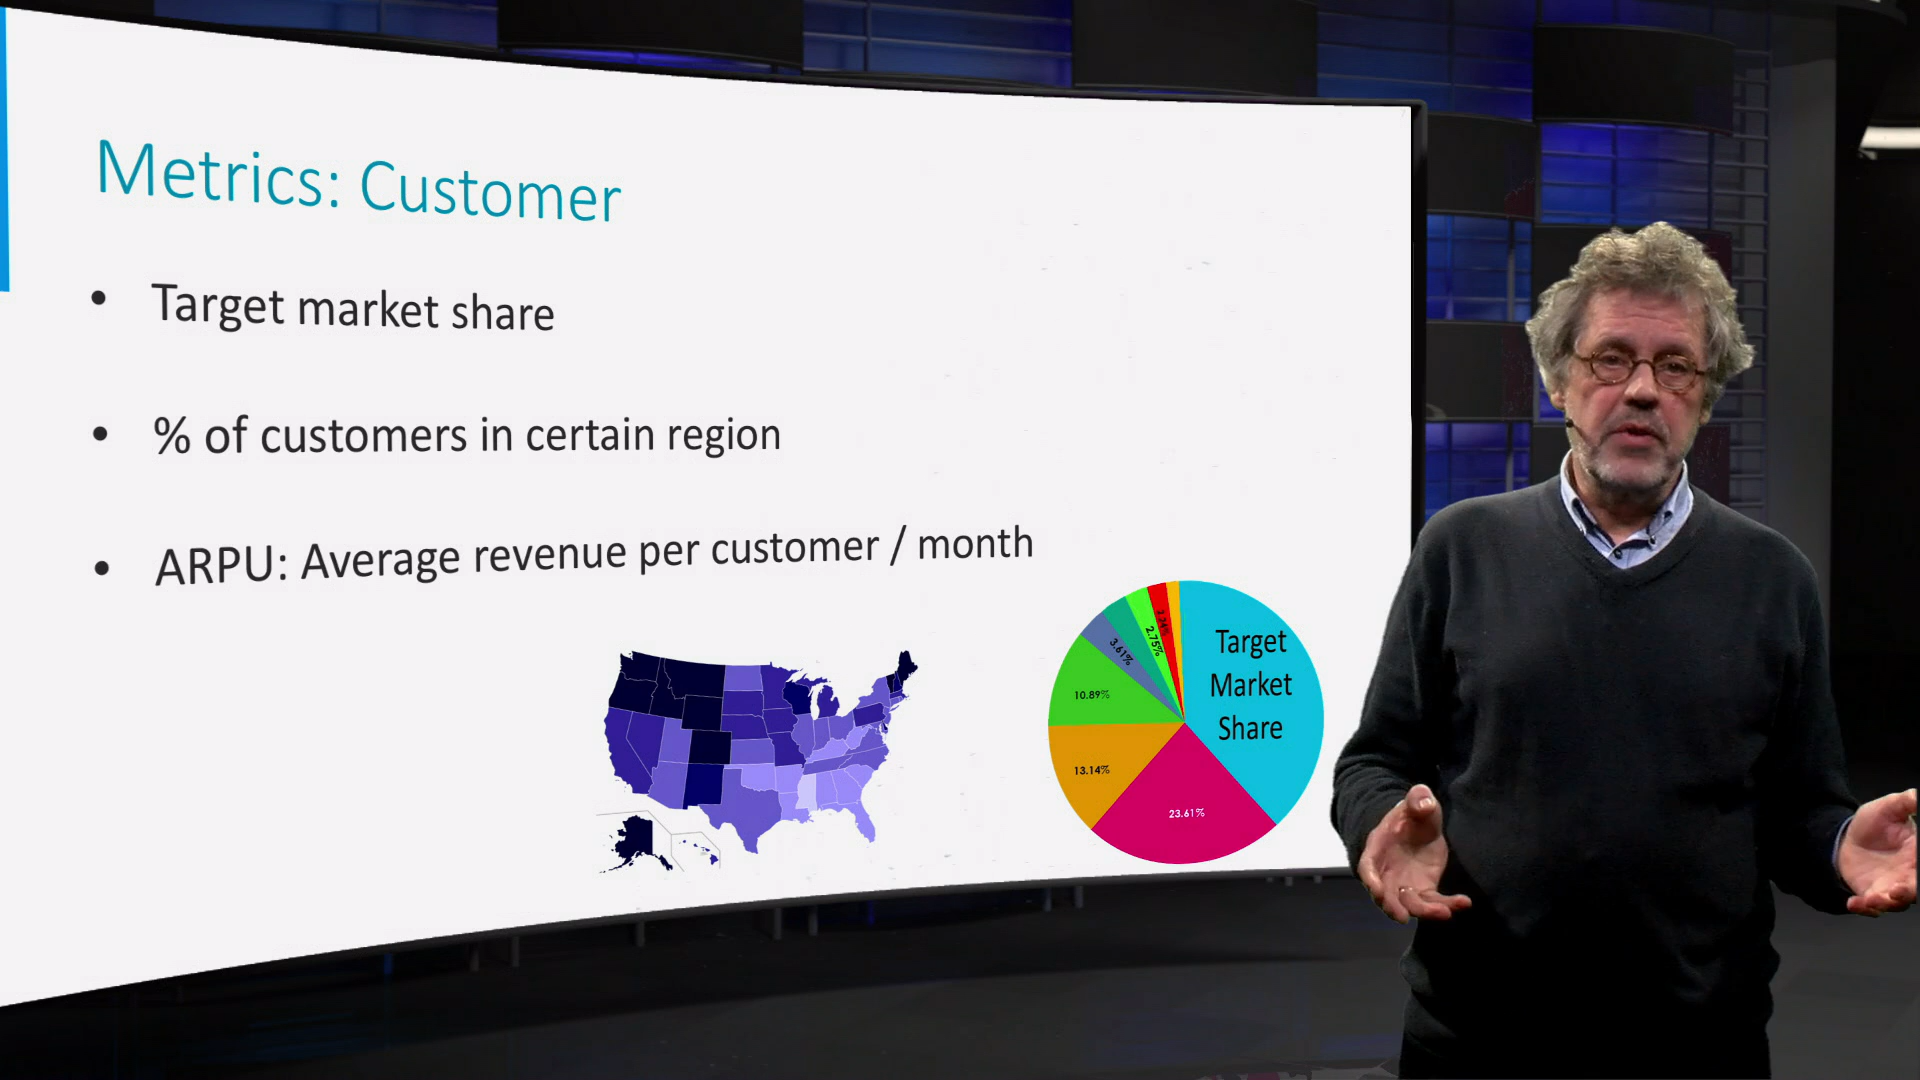 Metrics: Customer
• Target market share
• % of customers in certain region
• ARPU: Average revenue per customer / month
Target
Market
Share
2.75%
3.61%
10.89%
13.14%
23.61%